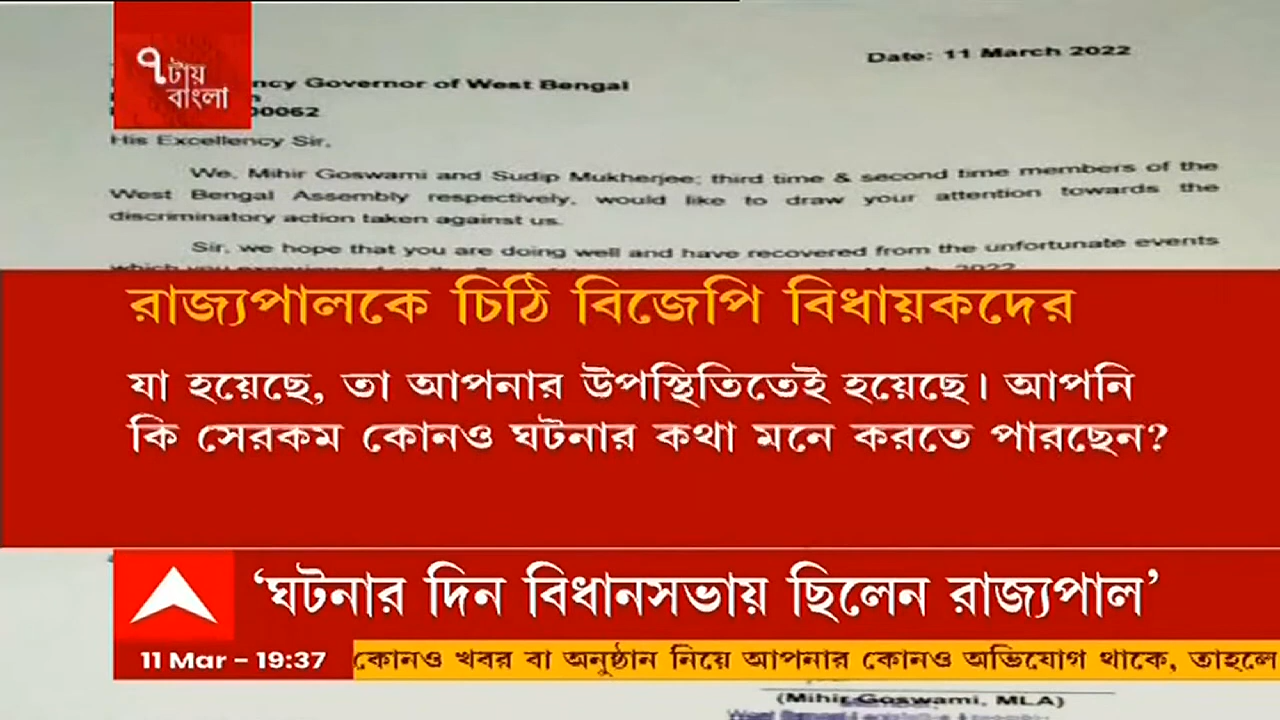 ৭টায়
বাংলা
Date: 11 March 2022
ncy Governor of West Bengal
00062
His Excellency Sir,
We, Mihir Goswami and Sudip Mukherjee; third time & second time members of the
West Bengal Assembly respectively, would like to draw your attention towards the
discriminatory action taken against us.
Sir, we hope that you are doing well and have recovered from the unfortunate events
রাজ্যপালকে চিঠি বিজেপি বিধায়কদের
যা হয়েছে, তা আপনার উপস্থিতিতেই হয়েছে। আপনি
কি সেরকম কোনও ঘটনার কথা মনে করতে পারছেন?
‘ঘটনার দিন বিধানসভায় ছিলেন রাজ্যপাল’
11 Mar - 19:37
কোনও খবর বা অনুষ্ঠান নিয়ে আপনার কোনও অভিযোগ থাকে, তাহলে
(Mihir Goswami, MLA)